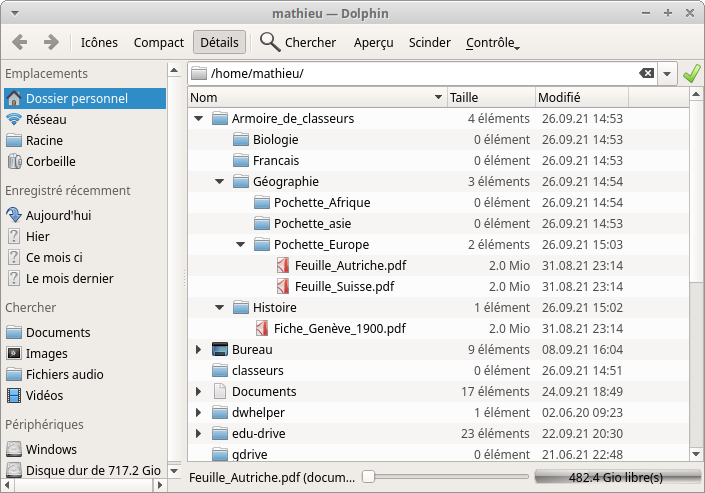 mathieu — Dolphin
Icônes Compact Détails Chercher Aperçu Scinder Contrôle
Emplacements
Dossier personnel
Réseau
Racine
Corbeille
Enregistré récemment
Aujourd'hui
Hier
Ce mois ci
Le mois dernier
Chercher
Documents
Images
Fichiers audio
Vidéos
Périphériques
Windows
Disque dur de 717.2 Gio
/home/mathieu/
Nom Taille Modifié
Armoire_de_classeurs 4 éléments 26.09.21 14:53
Biologie 0 élément 26.09.21 14:53
Francais 0 élément 26.09.21 14:53
Géographie 3 éléments 26.09.21 14:54
Pochette_Afrique 0 élément 26.09.21 14:54
Pochette_asie 0 élément 26.09.21 14:53
Pochette_Europe 2 éléments 26.09.21 15:03
Feuille_Autriche.pdf 2.0 Mio 31.08.21 23:14
Feuille_Suisse.pdf 2.0 Mio 31.08.21 23:14
Histoire 1 élément 26.09.21 15:02
Fiche_Genève_1900.pdf 2.0 Mio 31.08.21 23:14
Bureau 9 éléments 08.09.21 16:04
classeurs 0 élément 26.09.21 14:51
Documents 17 éléments 24.09.21 18:49
dwhelper 1 élément 02.06.20 09:23
edu-drive 23 éléments 22.09.21 20:30
gdrive 0 élément 21.06.21 22:48
Feuille_Autriche.pdf (docum... 482.4 Gio libre(s)